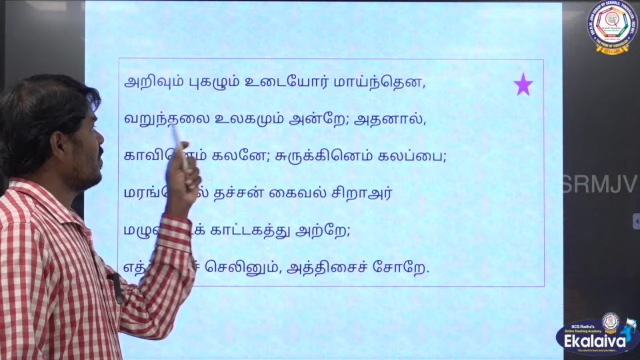 அறிவும் புகழும் உடையோர் மாய்ந்தென,
வறுந்தலை உலகமும் அன்றே; அதனால்,
காவினெம் கலனே; சுருக்கினெம் கலப்பை;
தச்சன் கைவல் சிறாஅர்
காட்டகத்து அற்றே;
செலினும், அத்திசைச் சோறே.
SRMJV
Ekalaiva